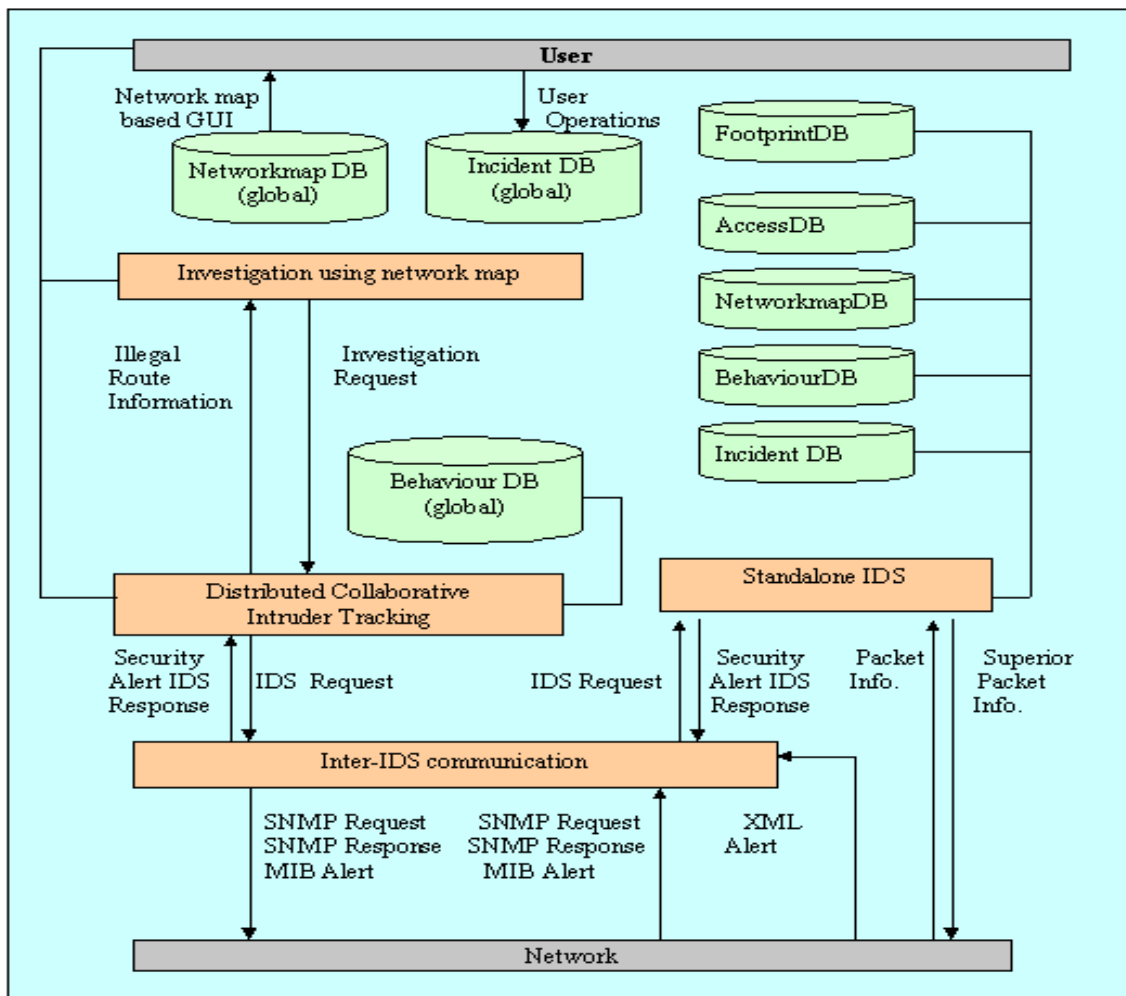 User
Network map
based GUI
User
Operations
Networkmap DB
(global)
Incident DB
(global)
FootprintDB
AccessDB
NetworkmapDB
BehaviourDB
Incident DB
Investigation using network map
Illegal
Route
Information
Investigation
Request
Behaviour DB
(global)
Distributed Collaborative
Intruder Tracking
Standalone IDS
Security
Alert IDS
Response
IDS Request
IDS Request
Security
Alert IDS
Response
Packet
Info.
Superior
Packet
Info.
Inter-IDS communication
SNMP Request
SNMP Response
MIB Alert
SNMP Request
SNMP Response
MIB Alert
XML
Alert
Network